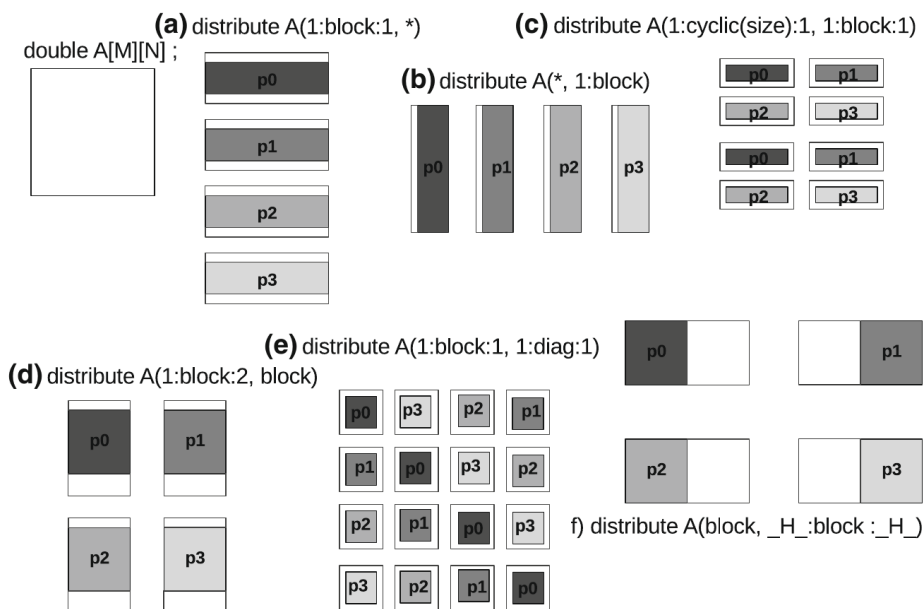 double A[M][N] ;
(a) distribute A(1:block:1, *)
p0
p1
p2
p3
(b) distribute A(*, 1:block)
p0 p1 p2 p3
(c) distribute A(1:cyclic(size):1, 1:block:1)
p0 p1
p2 p3
p0 p1
p2 p3
(d) distribute A(1:block:2, block)
p0 p1
p2 p3
(e) distribute A(1:block:1, 1:diag:1)
p0 p3 p2 p1
p1 p0 p3 p2
p2 p1 p0 p3
p3 p2 p1 p0
p0 p1
p2 p3
f) distribute A(block, _H_:block :_H_)